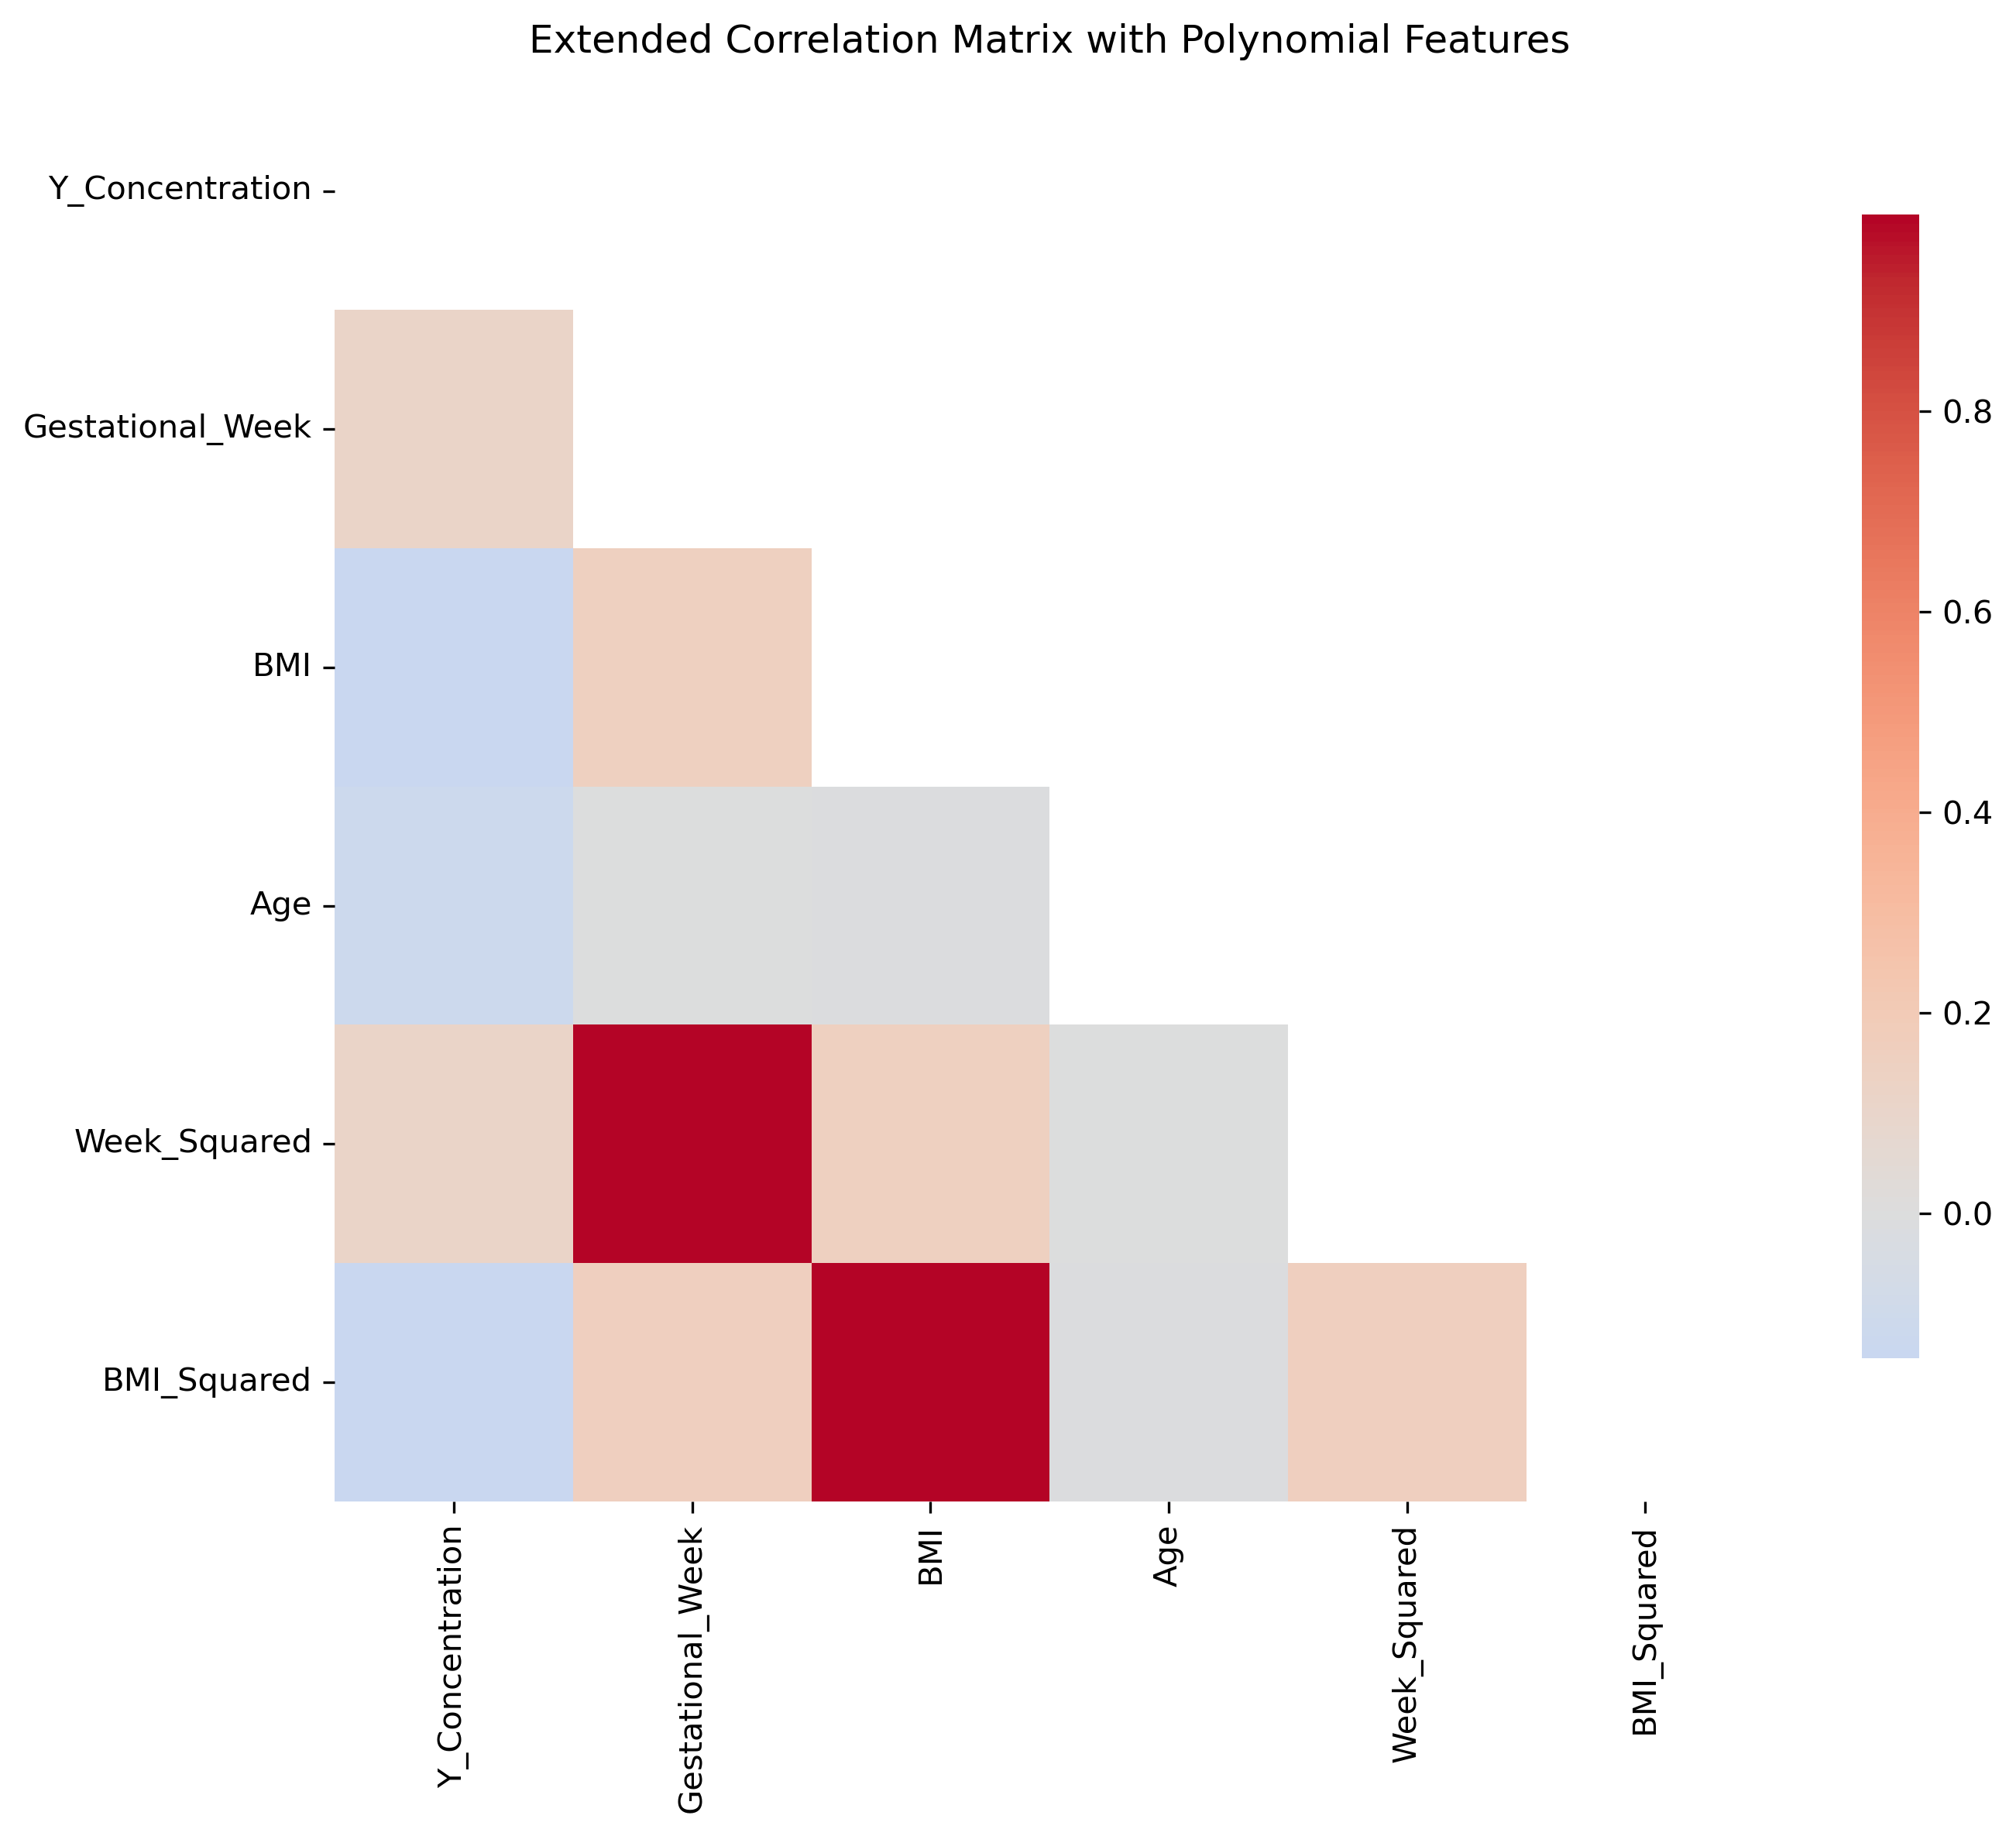 Extended Correlation Matrix with Polynomial Features
Y_Concentration
Gestational_Week
BMI
Age
Week_Squared
BMI_Squared
Y_Concentration
Gestational_Week
BMI
Age
Week_Squared
BMI_Squared
0.8
0.6
0.4
0.2
0.0